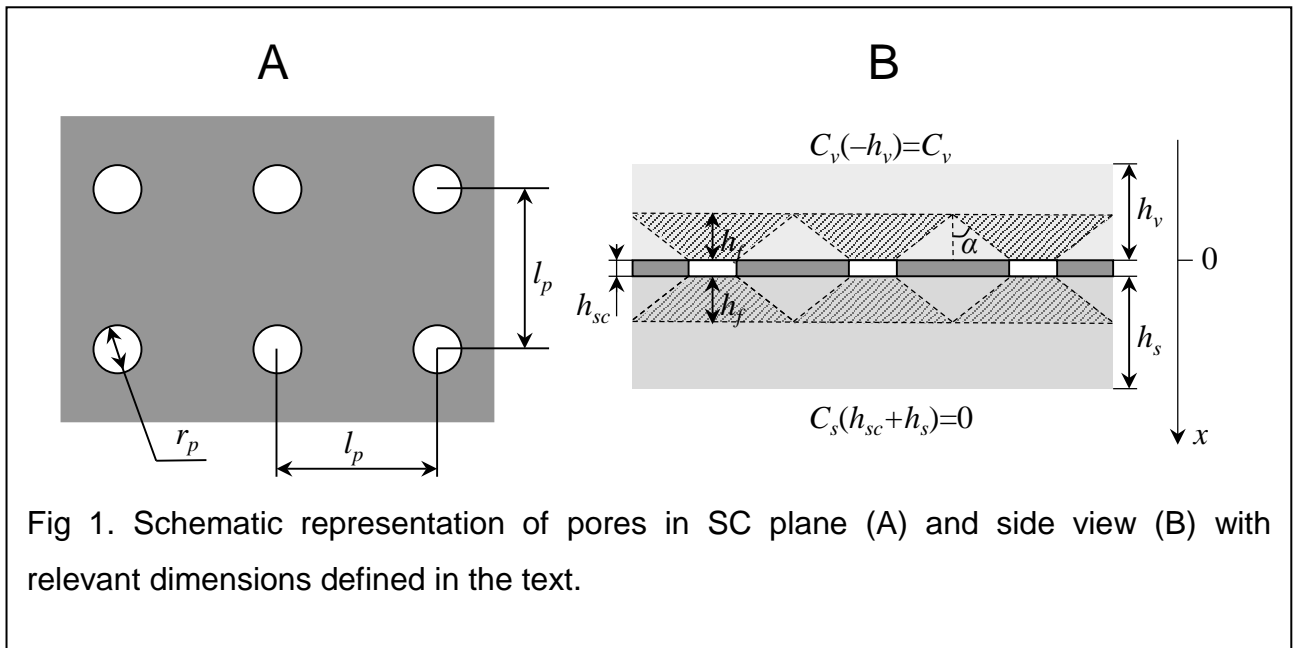 A B
C_v(–h_v)=C_v
h_v
h_f
α
0
l_p
h_sc
h_f
h_s
C_s(h_sc+h_s)=0
r_p
l_p
x
Fig 1. Schematic representation of pores in SC plane (A) and side view (B) with
relevant dimensions defined in the text.